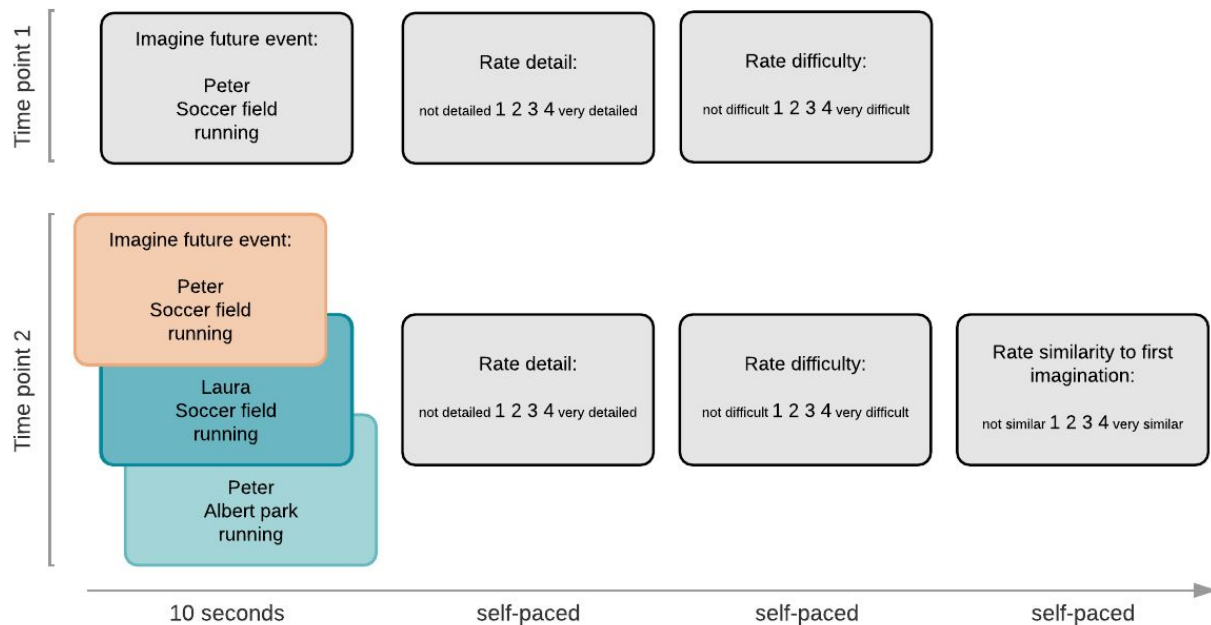 Time point 1
Imagine future event:
Peter
Soccer field
running
Rate detail:
not detailed 1 2 3 4 very detailed
Rate difficulty:
not difficult 1 2 3 4 very difficult
Time point 2
Imagine future event:
Peter
Soccer field
running
Laura
Soccer field
running
Peter
Albert park
running
Rate detail:
not detailed 1 2 3 4 very detailed
Rate difficulty:
not difficult 1 2 3 4 very difficult
Rate similarity to first
imagination:
not similar 1 2 3 4 very similar
10 seconds
self-paced
self-paced
self-paced